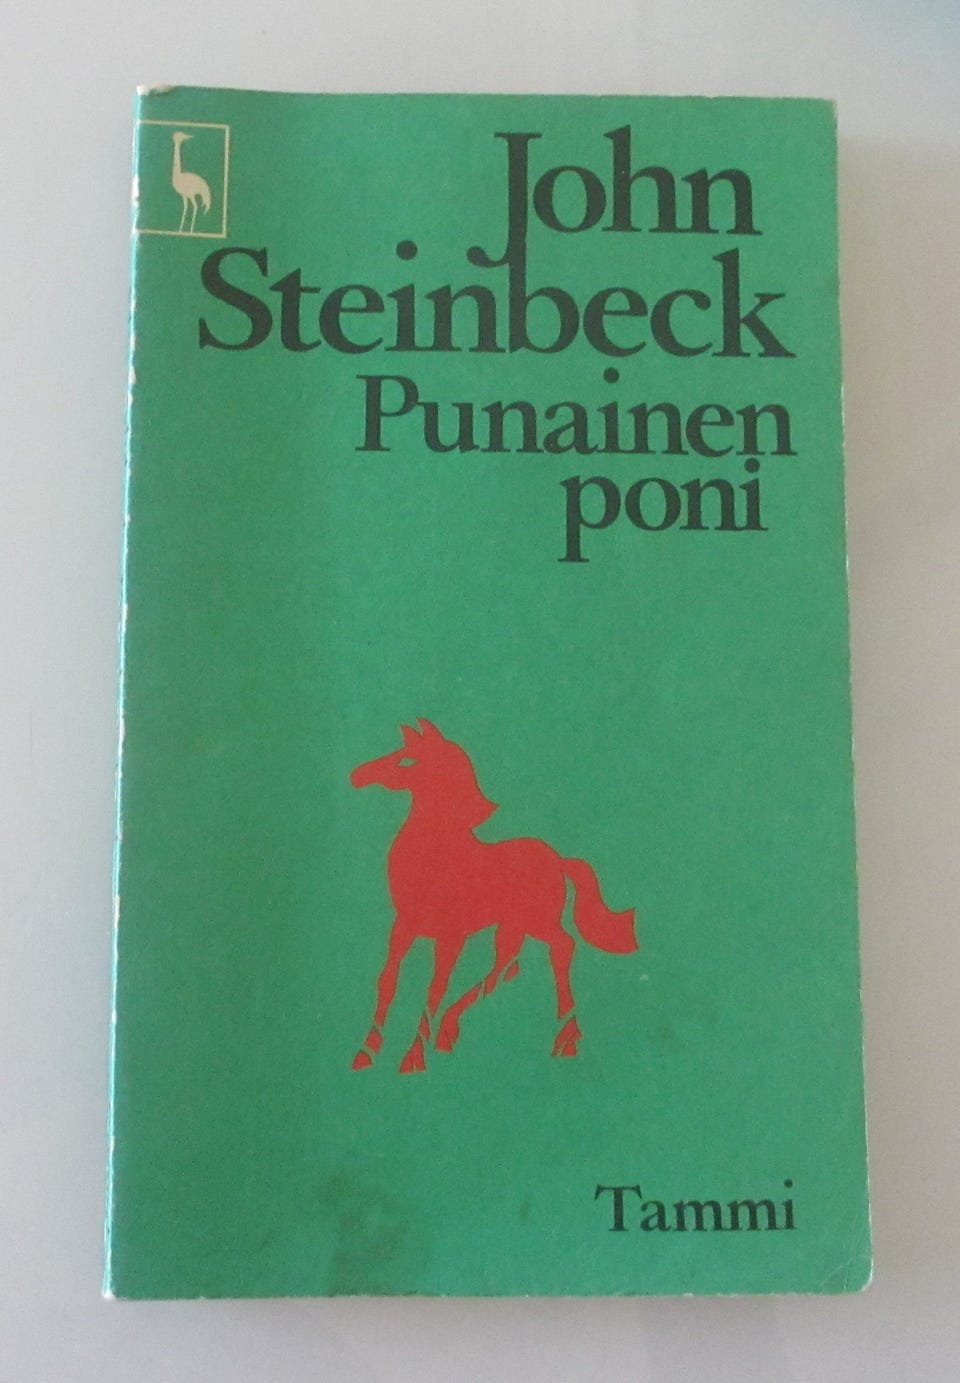 John
Steinbeck
Punainen
poni
Tammi